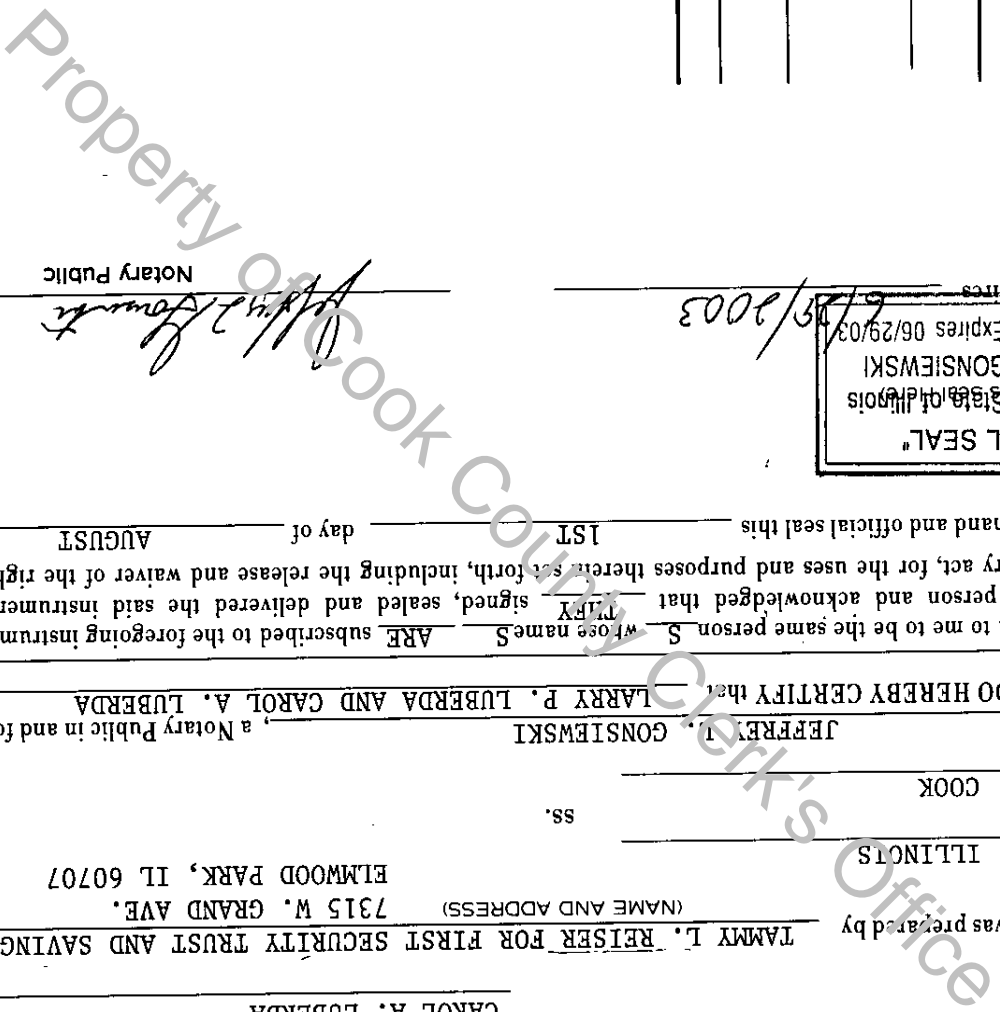 CAROL A. LUBERDA
was prepared by TAMMY L. REISER FOR FIRST SECURITY TRUST AND SAVING
(NAME AND ADDRESS) 7315 W. GRAND AVE.
ELMWOOD PARK, IL 60707
ILLINOIS
ss.
COOK
JEFFREY L. GONSIEWSKI, a Notary Public in and fo
DO HEREBY CERTIFY that LARRY P. LUBERDA AND CAROL A. LUBERDA
to me to be the same person S whose name S ARE subscribed to the foregoing instrum
person and acknowledged that THEY signed, sealed and delivered the said instrumen
ry act, for the uses and purposes therein set forth, including the release and waiver of the righ
hand and official seal this 1ST day of AUGUST
L SEAL"
State of Illinois
GONSIEWSKI
Expires 06/29/03
6/29/2003
Notary Public
Property of Cook County Clerk's Office